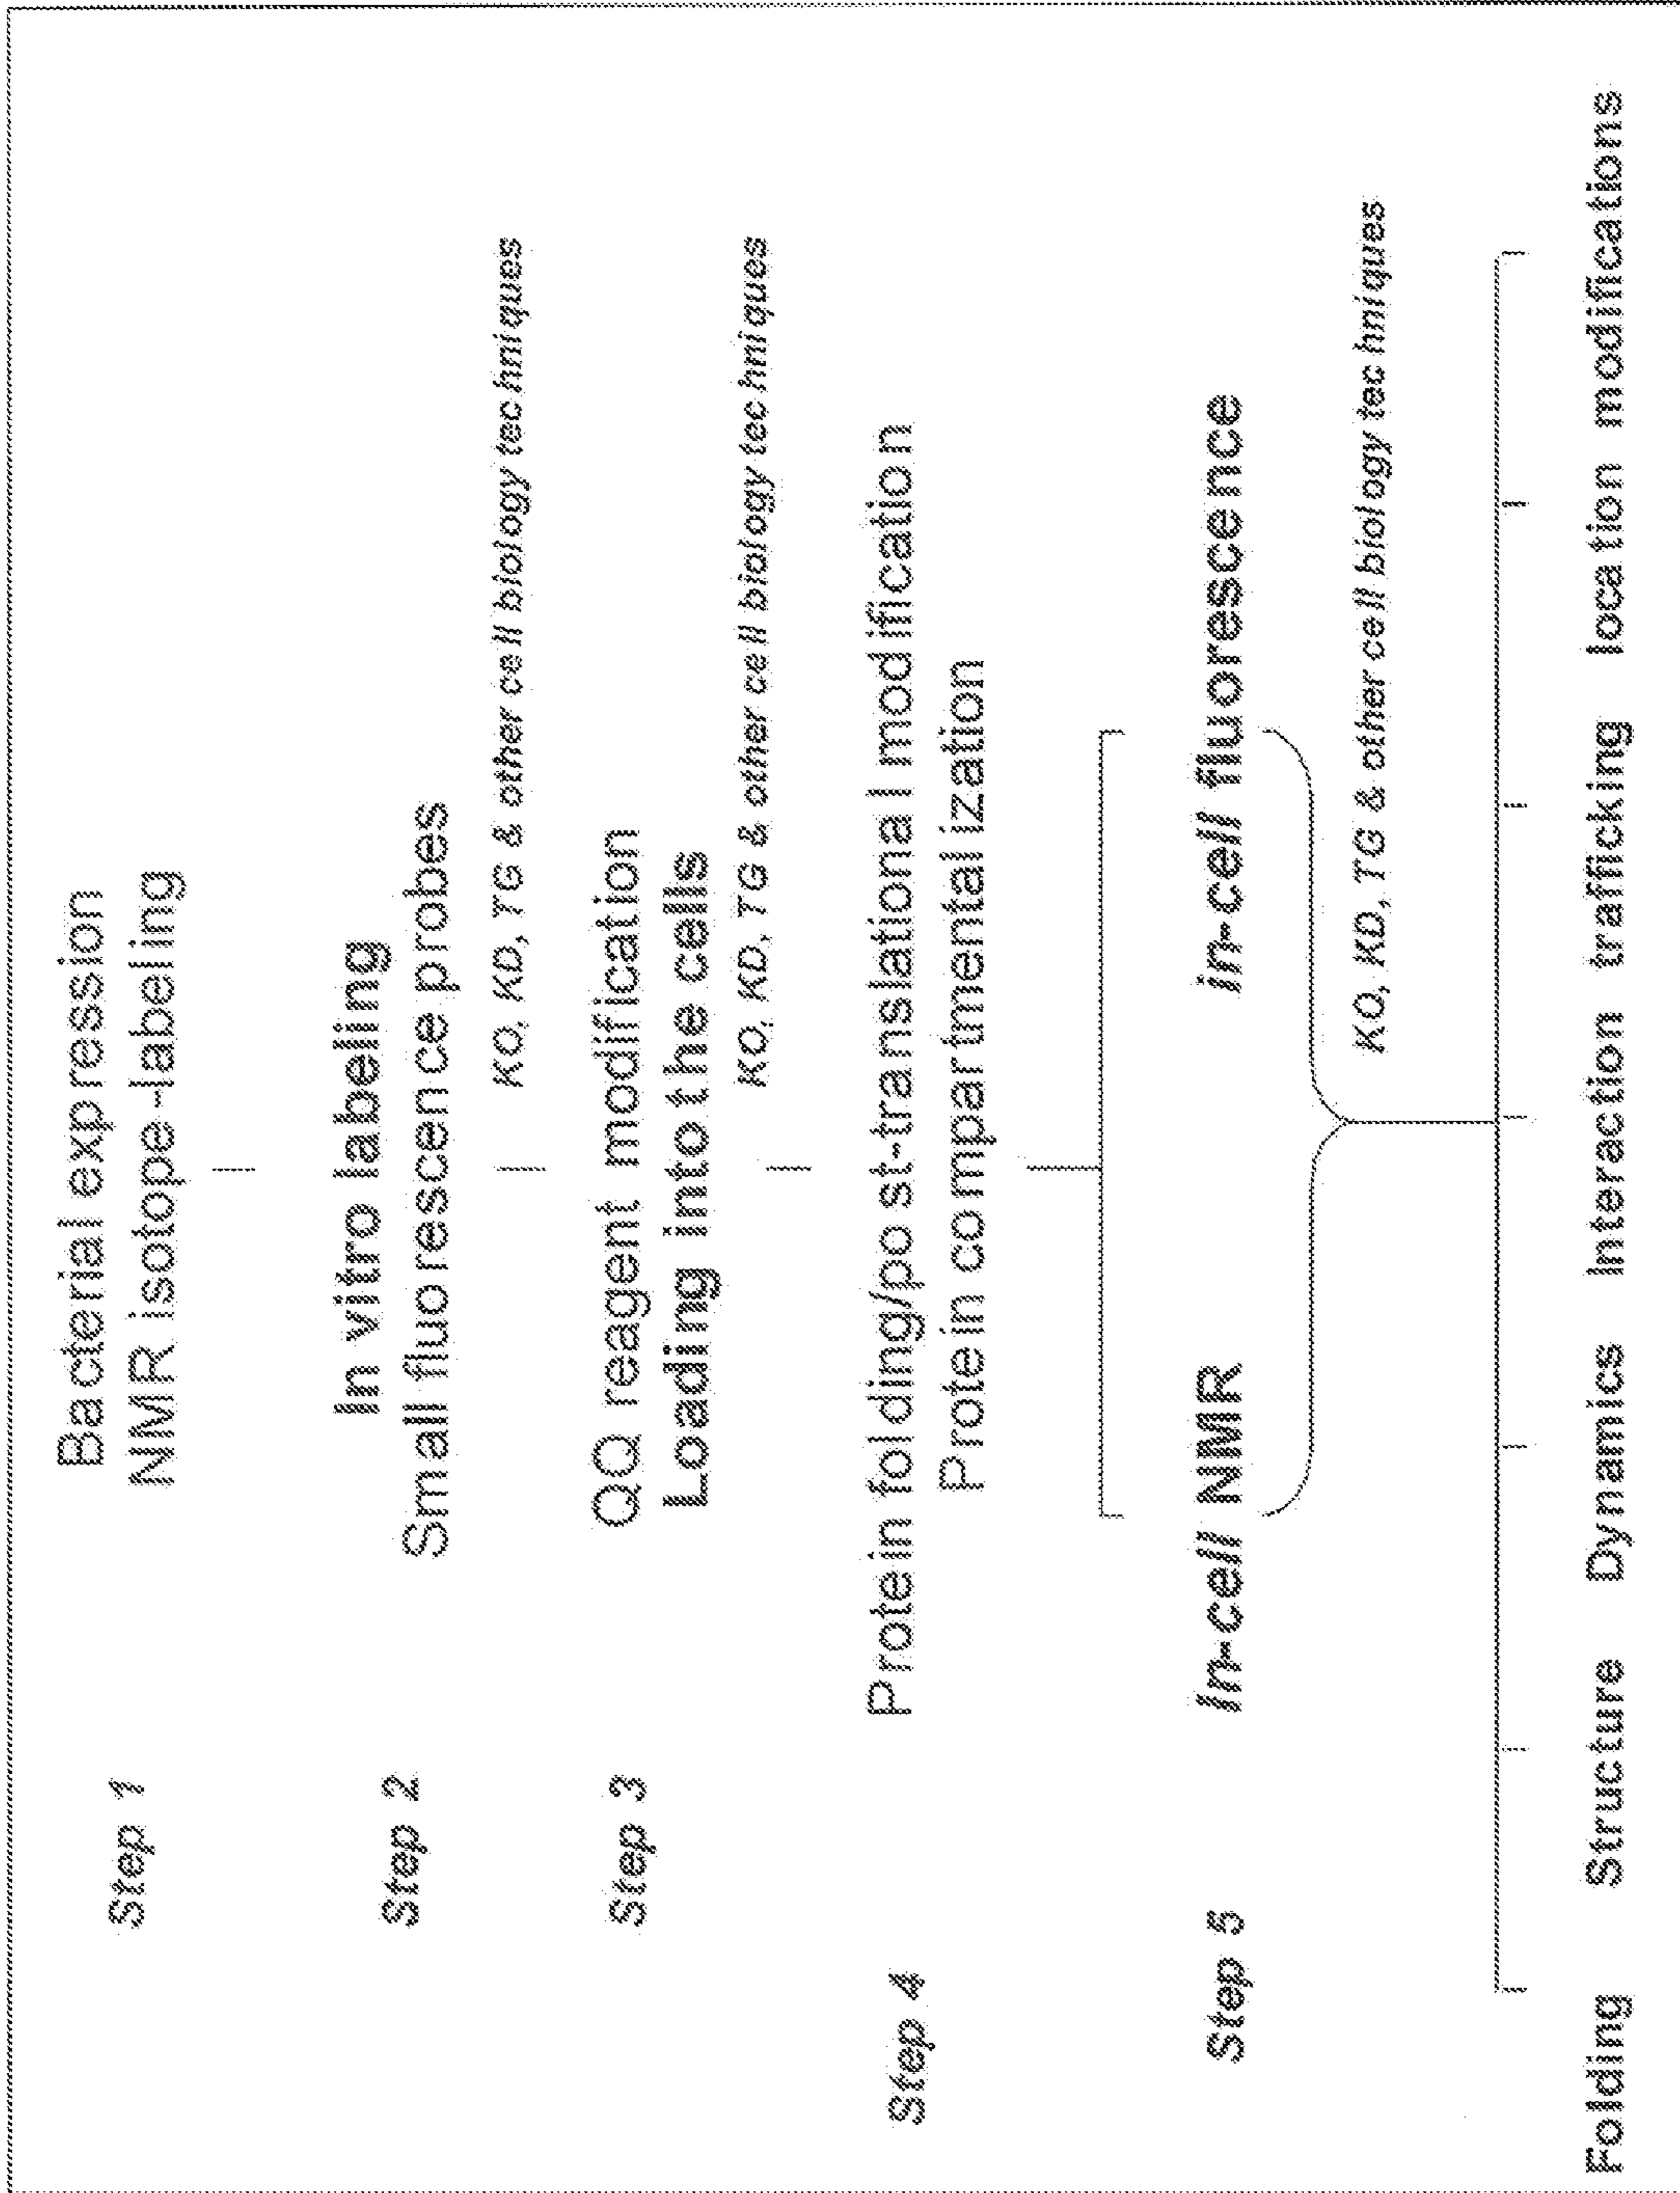 Bacterial expression
Step 1
NMR isotope-labeling
In vitro labeling
Step 2
Small fluorescence probes
KO, KD, TG & other cell biology techniques
QQ reagent modification
Step 3
Loading into the cells
KO, KD, TG & other cell biology techniques
Step 4 Protein folding/post-translational modification
Protein compartmentalization
Step 5 In-cell NMR in-cell fluorescence
KO, KD, TG & other cell biology techniques
Folding Structure Dynamics Interaction trafficking location modifications